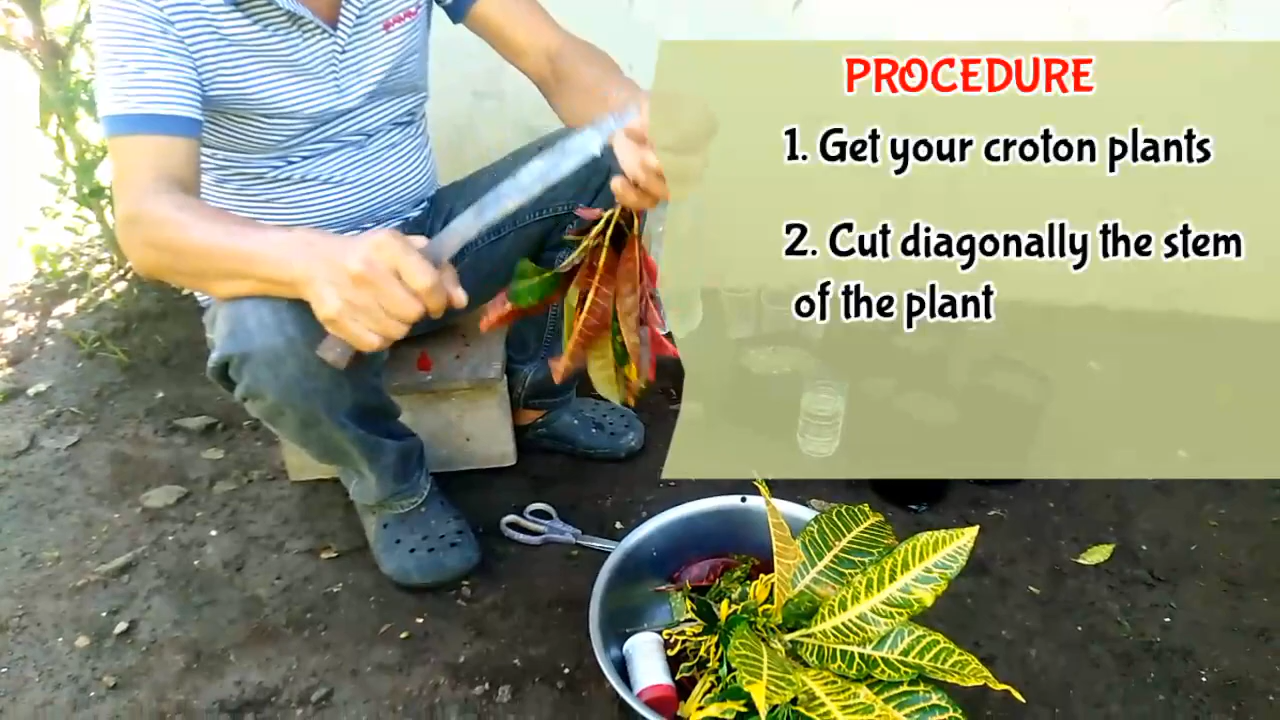 PROCEDURE
1. Get your croton plants
2. Cut diagonally the stem
of the plant